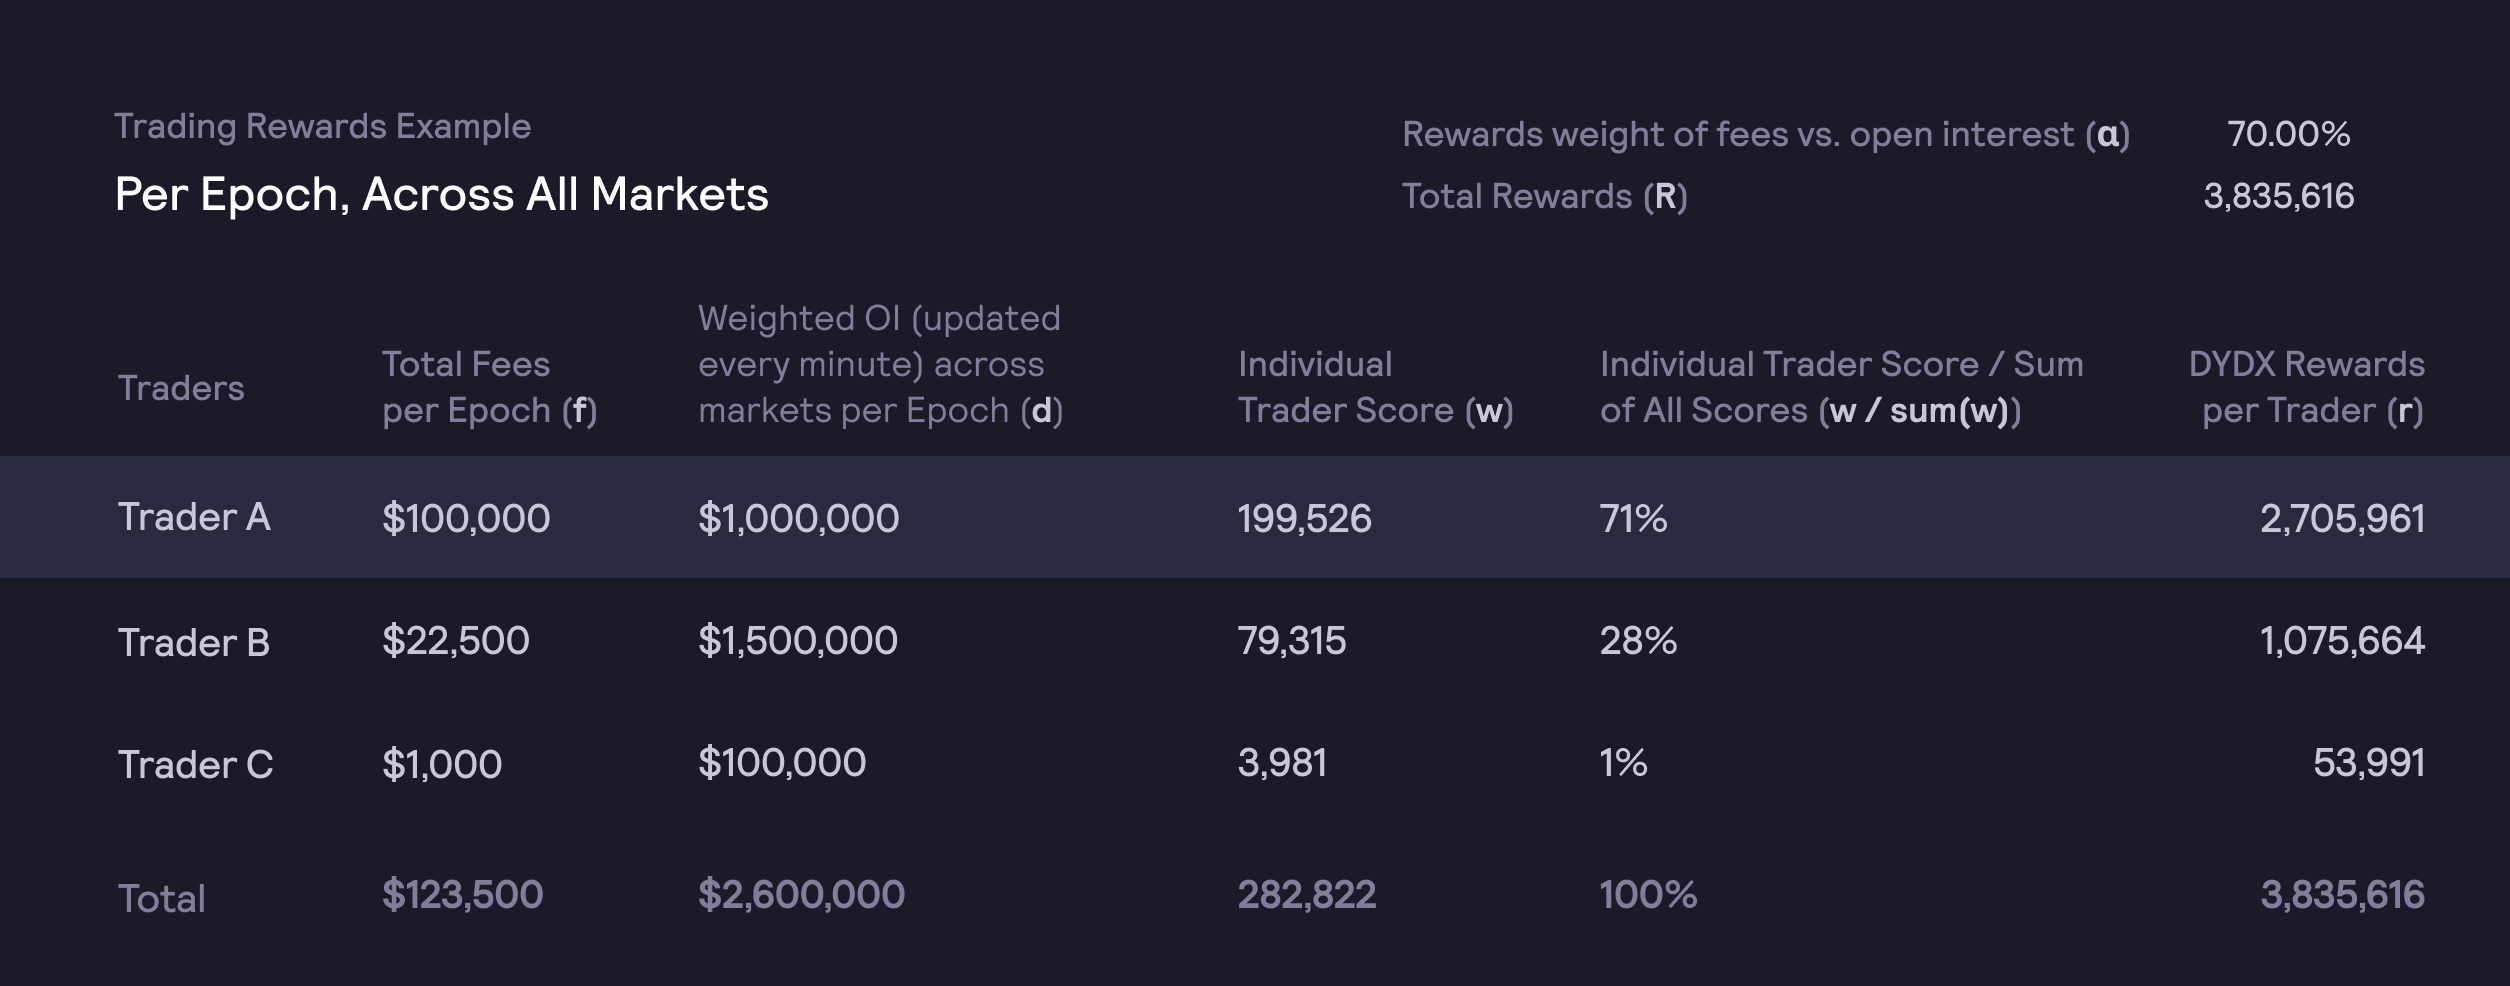 Trading Rewards Example
Per Epoch, Across All Markets
Rewards weight of fees vs. open interest (α) 70.00%
Total Rewards (R) 3,835,616
Traders
Total Fees
per Epoch (f)
Weighted OI (updated
every minute) across
markets per Epoch (d)
Individual
Trader Score (w)
Individual Trader Score / Sum
of All Scores (w / sum(w))
DYDX Rewards
per Trader (r)
Trader A $100,000 $1,000,000 199,526 71% 2,705,961
Trader B $22,500 $1,500,000 79,315 28% 1,075,664
Trader C $1,000 $100,000 3,981 1% 53,991
Total $123,500 $2,600,000 282,822 100% 3,835,616